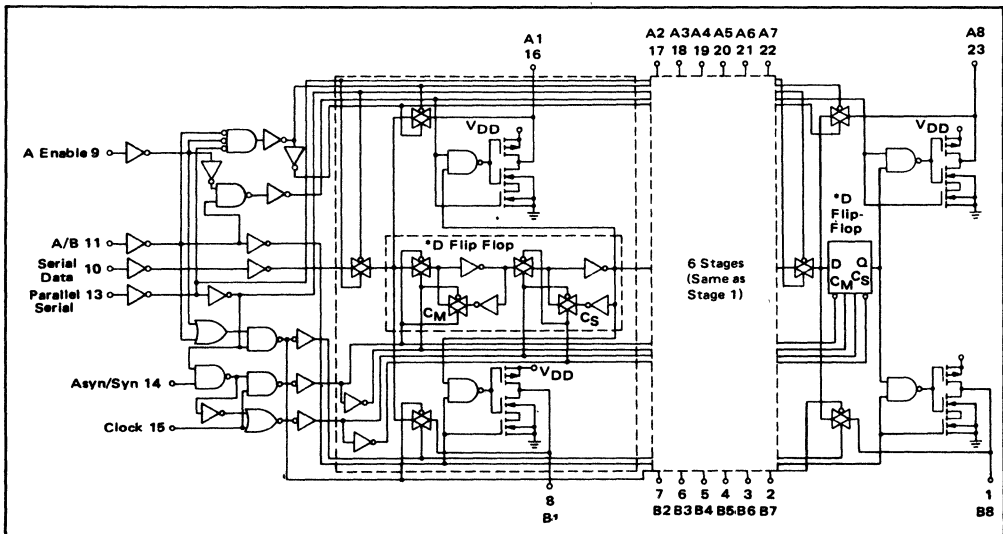 A1
16
A2 A3 A4 A5 A6 A7
17 18 19 20 21 22
A8
23
VDD
VDD
A Enable 9
*D
Flip-
Flop
A/B 11
*D Flip Flop
Serial
Data 10
6 Stages
(Same as
Stage 1)
D Q
CM CS
Parallel 13
Serial
CM
CS
Asyn/Syn 14
VDD
Clock 15
8
7 6 5 4 3 2
B2 B3 B4 B5 B6 B7
1
B8